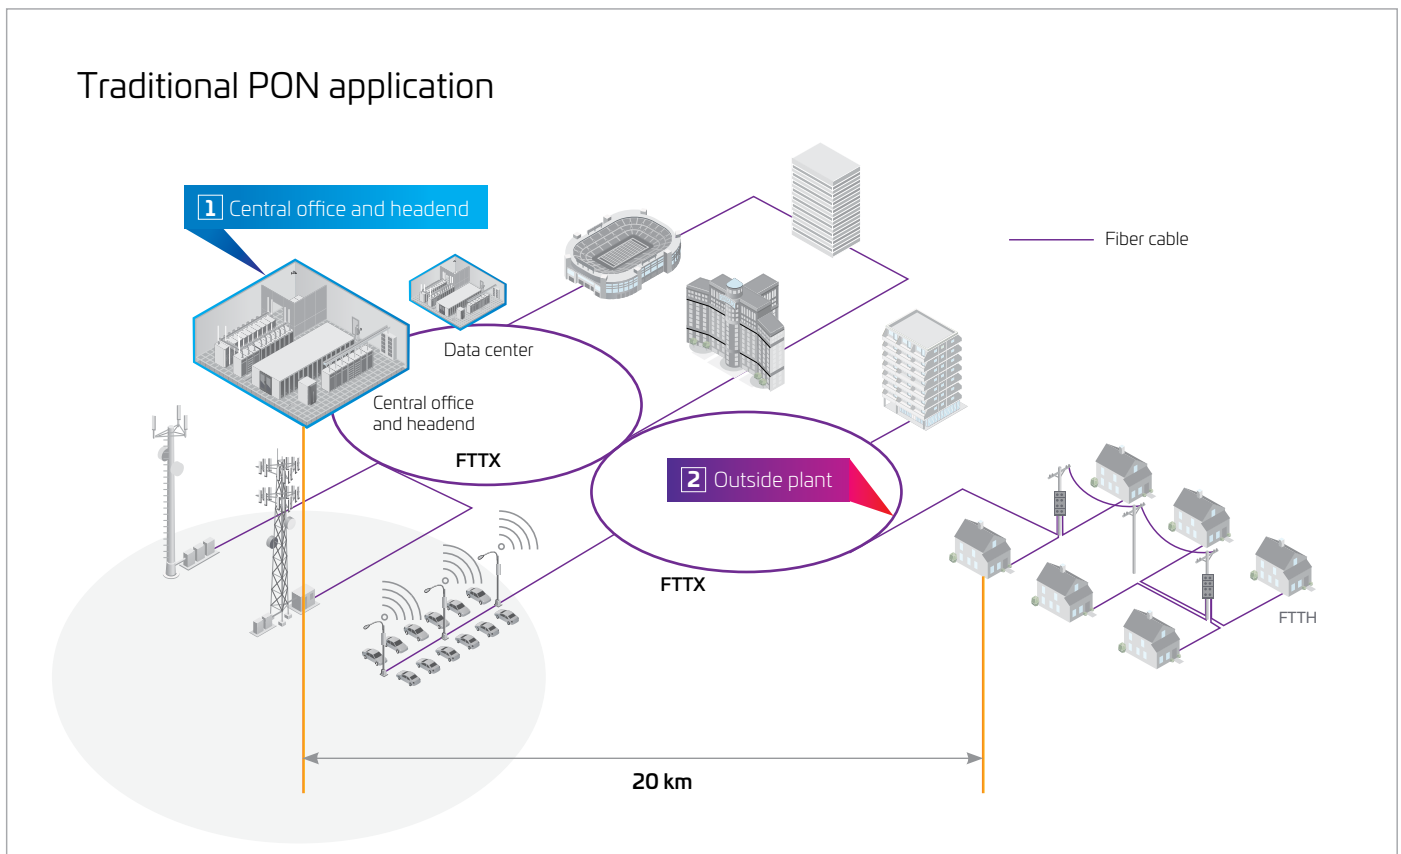 Traditional PON application
1 Central office and headend
Fiber cable
Data center
Central office
and headend
FTTX
2 Outside plant
FTTX
FTTH
20 km